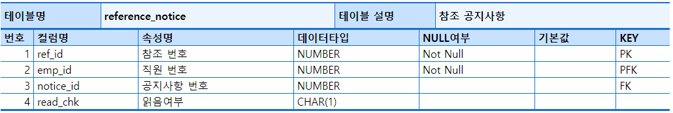 테이블명 reference_notice 테이블 설명 참조 공지사항
번호 컬럼명 속성명 데이터타입 NULL여부 기본값 KEY
1 ref_id 참조 번호 NUMBER Not Null PK
2 emp_id 직원 번호 NUMBER Not Null PFK
3 notice_id 공지사항 번호 NUMBER FK
4 read_chk 읽음여부 CHAR(1)